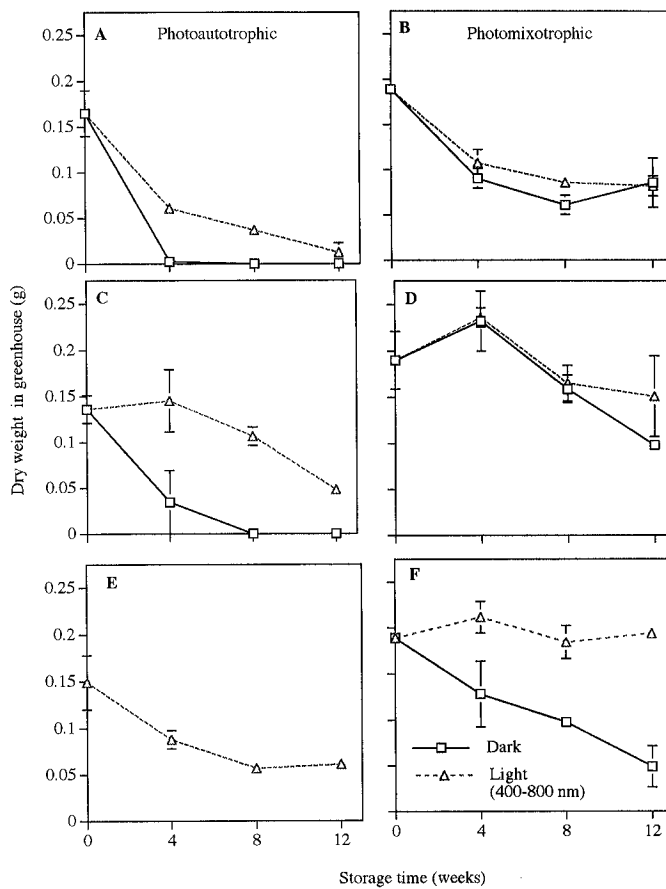 A Photoautotrophic
B Photomixotrophic
0.25
0.2
0.15
0.1
0.05
0
C
D
0.25
0.2
0.15
0.1
0.05
0
E
F
0.25
0.2
0.15
0.1
0.05
0
Dark
Light
(400-800 nm)
0 4 8 12
0 4 8 12
Dry weight in greenhouse (g)
Storage time (weeks)